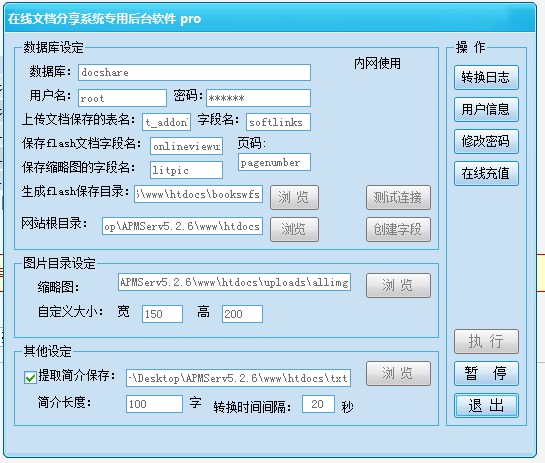 在线文档分享系统专用后台软件 pro
数据库设定
数据库： docshare 内网使用
用户名： root 密码： ******
上传文档保存的表名： t_addon 字段名： softlinks
保存flash文档字段名： onlineviewu 页码：
保存缩略图的字段名： litpic pagenumber
生成flash保存目录： \www\htdocs\bookswfs 浏 览 测试连接
网站根目录： op\APMServ5.2.6\www\htdocs 浏览 创建字段
图片目录设定
缩略图： APMServ5.2.6\www\htdocs\uploads\allimg 浏 览
自定义大小： 宽 150 高 200
其他设定
提取简介保存： \Desktop\APMServ5.2.6\www\htdocs\txt 浏 览
简介长度： 100 字 转换时间间隔： 20 秒
操 作
转换日志
用户信息
修改密码
在线充值
执 行
暂 停
退 出